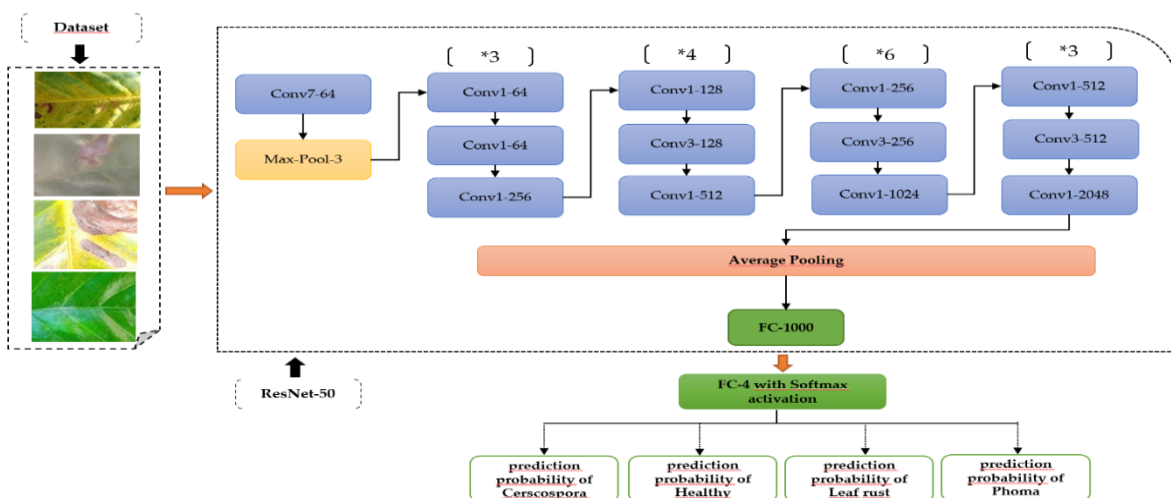 Dataset
( *3 )
( *4 )
( *6 )
( *3 )
Conv7-64
Max-Pool-3
Conv1-64
Conv1-64
Conv1-256
Conv1-128
Conv3-128
Conv1-512
Conv1-256
Conv3-256
Conv1-1024
Conv1-512
Conv3-512
Conv1-2048
Average Pooling
FC-1000
ResNet-50
FC-4 with Softmax
activation
prediction
probability of
Cerscospora
prediction
probability of
Healthy
prediction
probability of
Leaf rust
prediction
probability of
Phoma